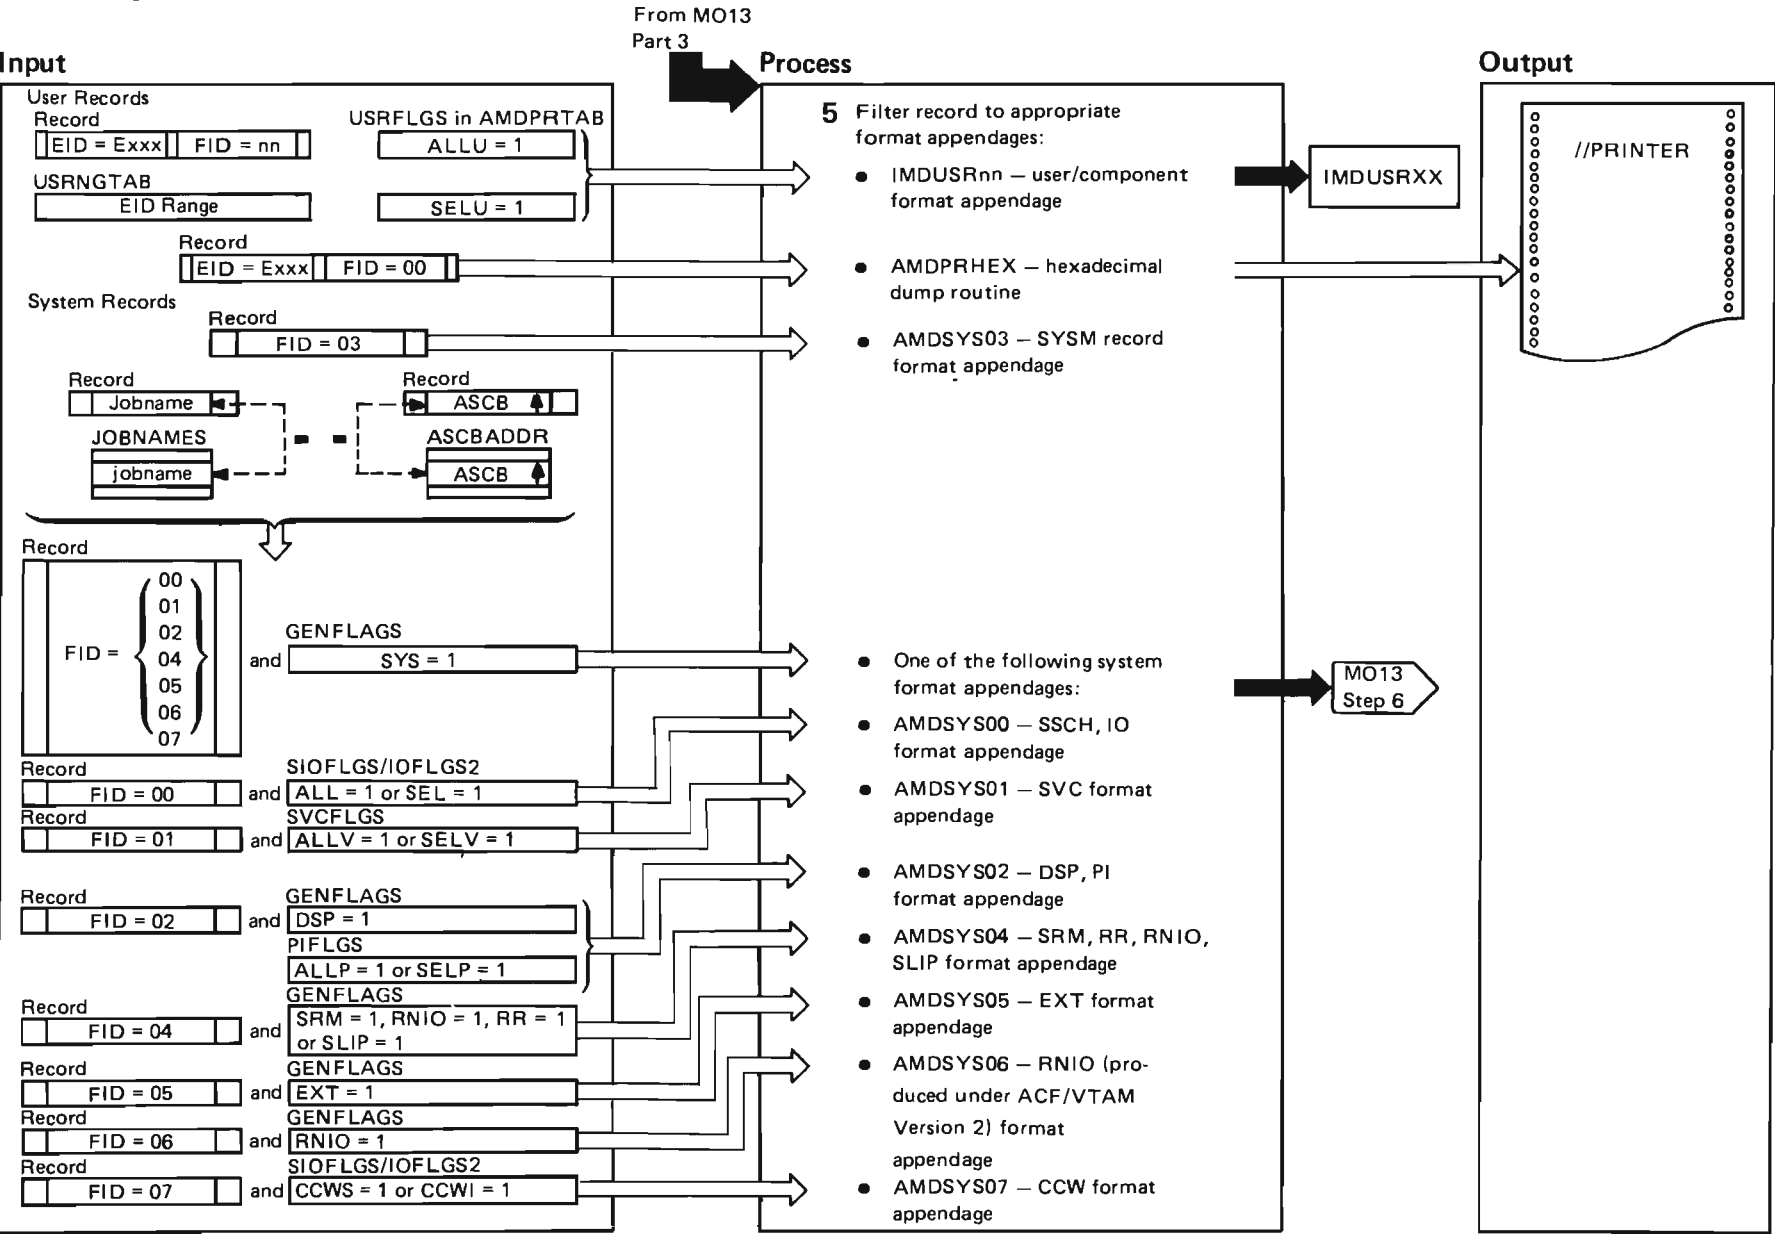 From MO13
Part 3
Input
Process
Output
User Records
Record
EID = Exxx FID = nn
USRFLGS in AMDPRTAB
ALLU = 1
USRNGTAB
EID Range
SELU = 1
Record
EID = Exxx FID = 00
System Records
Record
FID = 03
Record
Jobname
Record
ASCB
JOBNAMES
jobname
ASCBADDR
ASCB
Record
FID =
00
01
02
04
05
06
07
and
GENFLAGS
SYS = 1
Record
FID = 00
and
SIOFLGS/IOFLGS2
ALL = 1 or SEL = 1
Record
FID = 01
and
SVCFLGS
ALLV = 1 or SELV = 1
Record
FID = 02
and
GENFLAGS
DSP = 1
PIFLGS
ALLP = 1 or SELP = 1
Record
FID = 04
and
GENFLAGS
SRM = 1, RNIO = 1, RR = 1
or SLIP = 1
Record
FID = 05
and
GENFLAGS
EXT = 1
Record
FID = 06
and
GENFLAGS
RNIO = 1
Record
FID = 07
and
SIOFLGS/IOFLGS2
CCWS = 1 or CCWI = 1
5 Filter record to appropriate
format appendages:
● IMDUSRnn — user/component
format appendage
● AMDPRHEX — hexadecimal
dump routine
● AMDSYS03 — SYSM record
format appendage
● One of the following system
format appendages:
● AMDSYS00 — SSCH, IO
format appendage
● AMDSYS01 — SVC format
appendage
● AMDSYS02 — DSP, PI
format appendage
● AMDSYS04 — SRM, RR, RNIO,
SLIP format appendage
● AMDSYS05 — EXT format
appendage
● AMDSYS06 — RNIO (pro-
duced under ACF/VTAM
Version 2) format
appendage
● AMDSYS07 — CCW format
appendage
IMDUSRXX
MO13
Step 6
//PRINTER